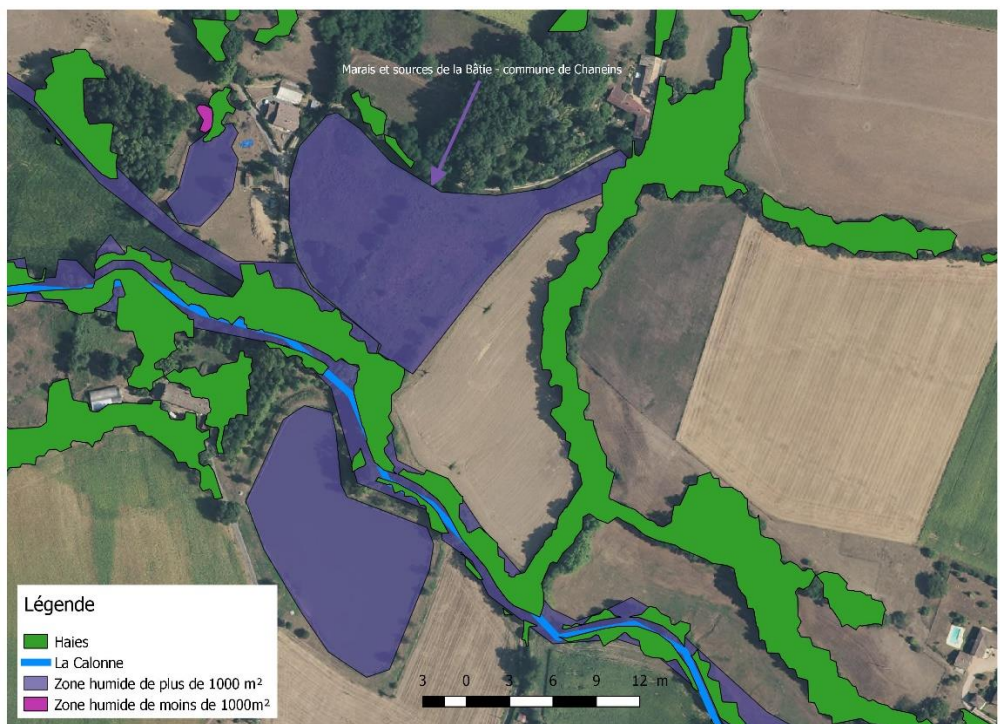 Marais et sources de la Bâtie - commune de Chaneins
Légende
Haies
La Calonne
Zone humide de plus de 1000 m²
Zone humide de moins de 1000m²
3 0 3 6 9 12 m